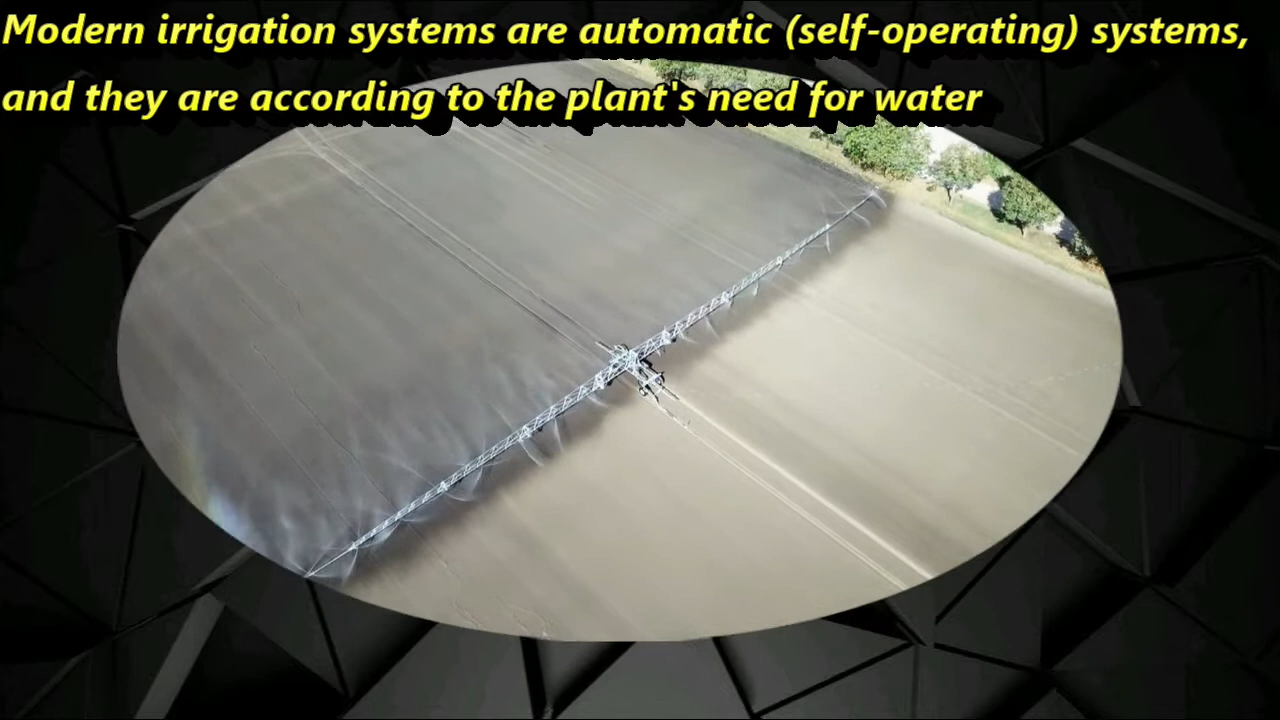 Modern irrigation systems are automatic (self-operating) systems,
and they are according to the plant's need for water